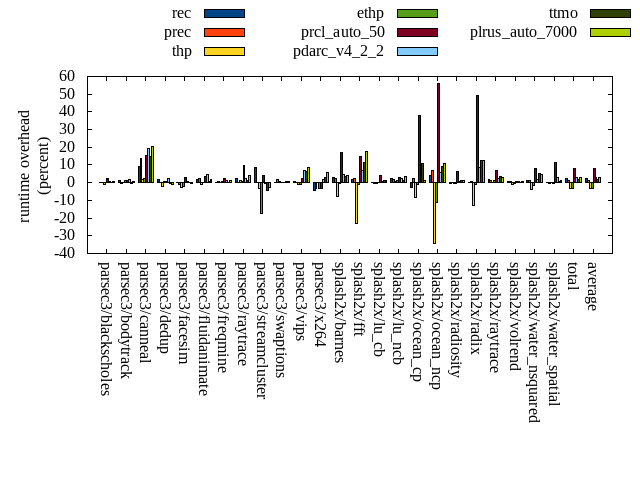 rec
prec
thp
ethp
prcl_auto_50
pdarc_v4_2_2
ttmo
plrus_auto_7000
runtime overhead
(percent)
60
50
40
30
20
10
0
-10
-20
-30
-40
parsec3/blackscholes
parsec3/bodytrack
parsec3/canneal
parsec3/dedup
parsec3/facesim
parsec3/fluidanimate
parsec3/freqmine
parsec3/raytrace
parsec3/streamcluster
parsec3/swaptions
parsec3/vips
parsec3/x264
splash2x/barnes
splash2x/fft
splash2x/lu_cb
splash2x/lu_ncb
splash2x/ocean_cp
splash2x/ocean_ncp
splash2x/radiosity
splash2x/radix
splash2x/raytrace
splash2x/volrend
splash2x/water_nsquared
splash2x/water_spatial
total
average